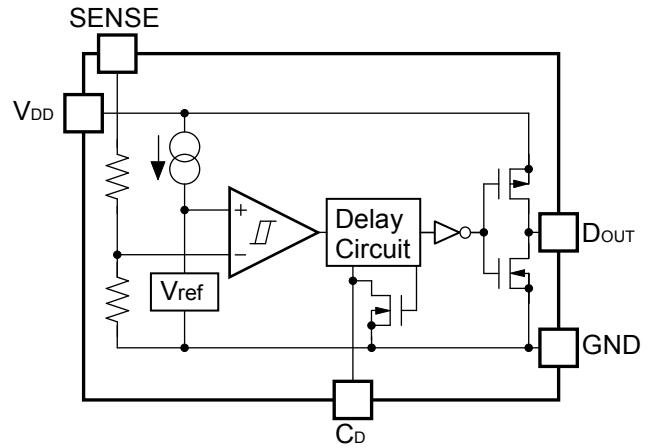 SENSE
VDD
+
−
Delay
Circuit
Vref
DOUT
GND
CD